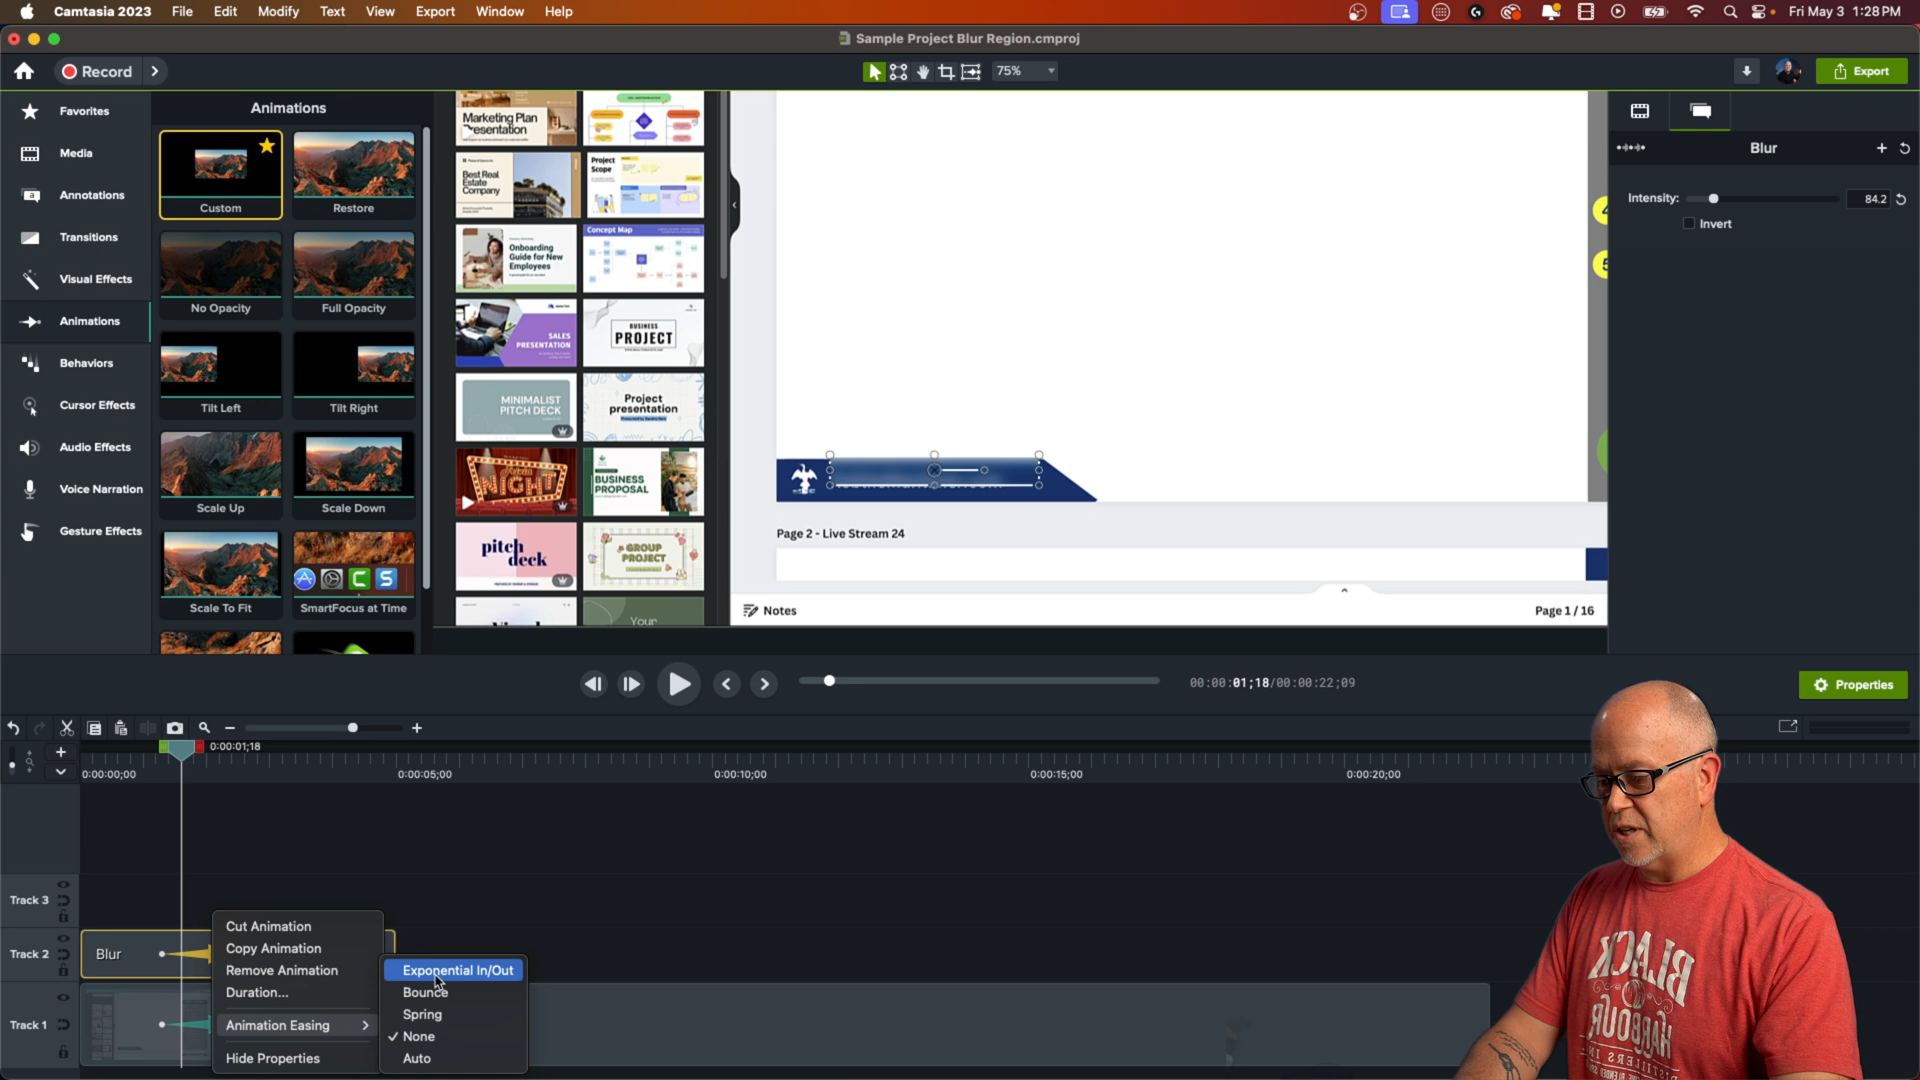 Camtasia 2023 File Edit Modify Text View Export Window Help
Fri May 3 1:28 PM
Sample Project Blur Region.cmproj
Record
75%
Export
Favorites
Media
Annotations
Transitions
Visual Effects
Animations
Behaviors
Cursor Effects
Audio Effects
Voice Narration
Gesture Effects
Animations
Custom
Restore
No Opacity
Full Opacity
Tilt Left
Tilt Right
Scale Up
Scale Down
Scale To Fit
SmartFocus at Time
Marketing Plan
Presentation
Best Real
Estate
Company
Project
Scope
Onboarding
Guide for New
Employees
Concept Map
SALES
PRESENTATION
BUSINESS
PROJECT
MINIMALIST
PITCH DECK
Project
presentation
NIGHT
BUSINESS
PROPOSAL
pitch
deck
GROUP
PROJECT
Your
Page 2 - Live Stream 24
Notes
Page 1 / 16
Blur
Intensity:
84.2
Invert
00:00:01;18/00:00:22;09
Properties
0:00:01;18
0:00:00;00
0:00:05;00
0:00:10;00
0:00:15;00
0:00:20;00
Track 3
Track 2
Blur
Track 1
Cut Animation
Copy Animation
Remove Animation
Duration...
Animation Easing
Hide Properties
Exponential In/Out
Bounce
Spring
None
Auto
BLACK
HARBOUR